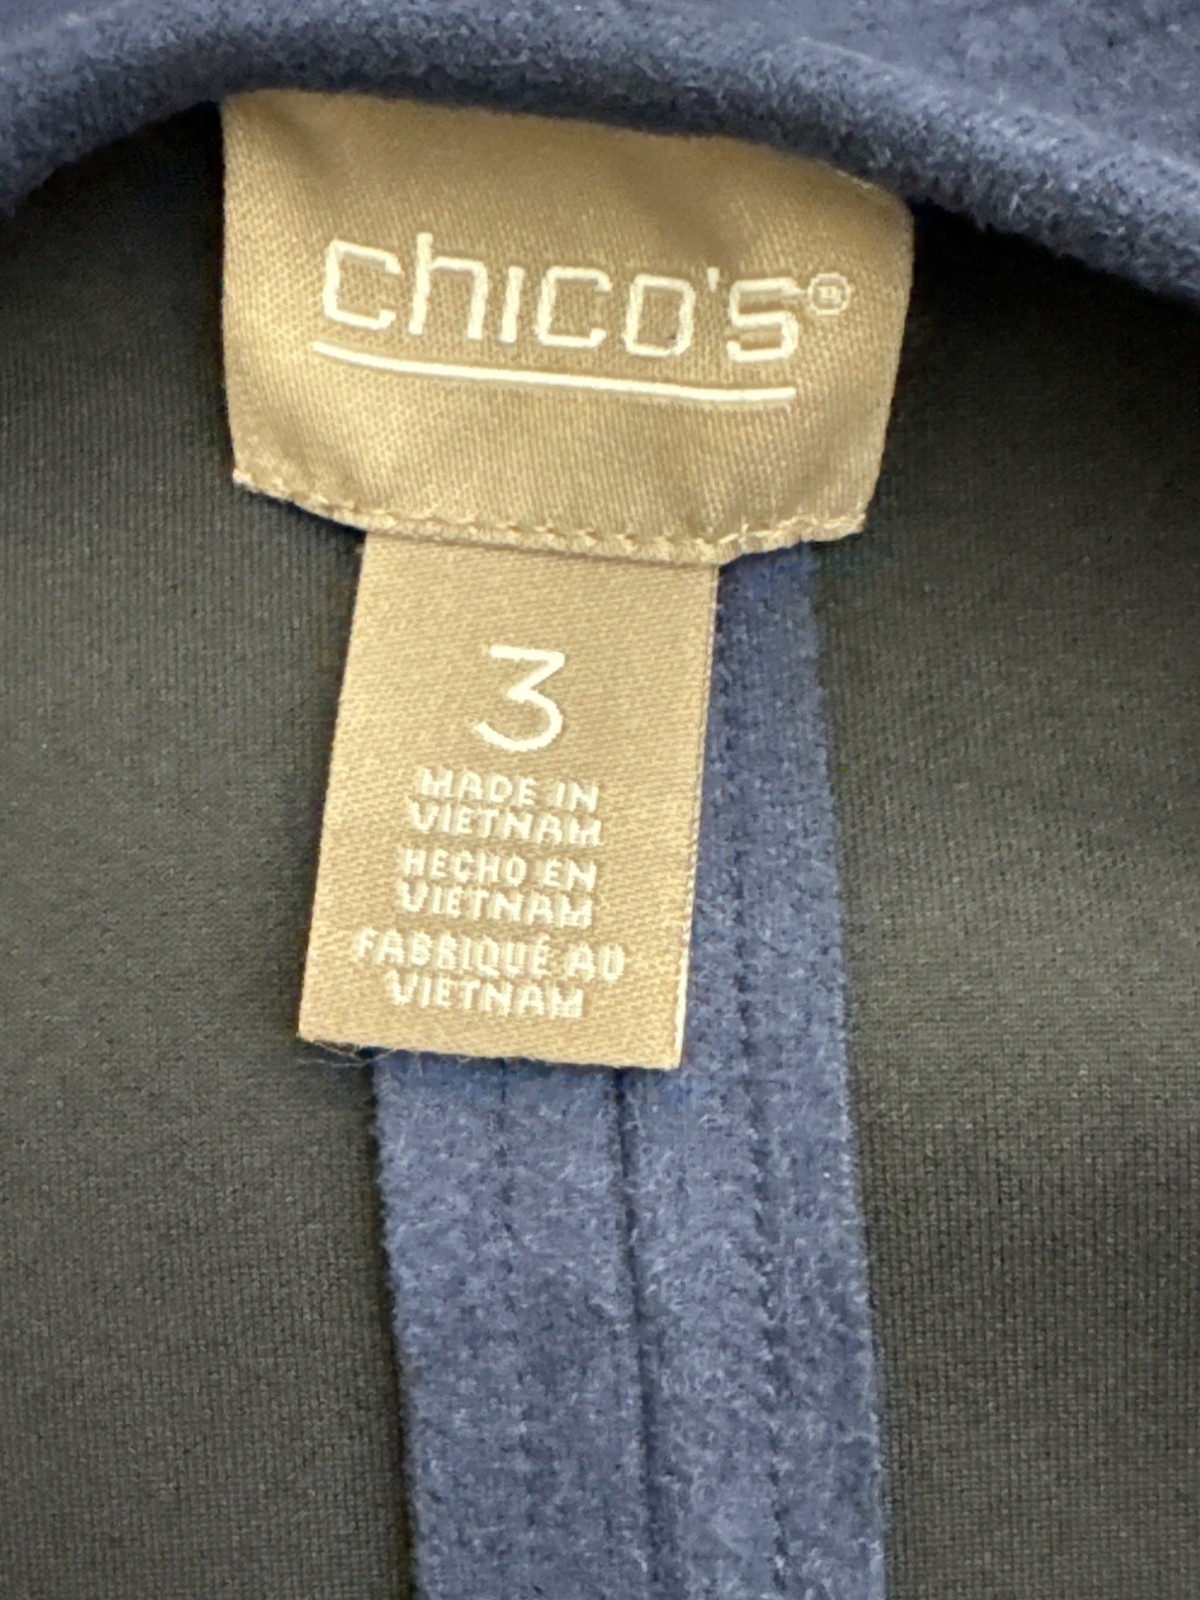 chico's®
3
MADE IN
VIETNAM
HECHO EN
VIETNAM
FABRIQUÉ AU
VIETNAM